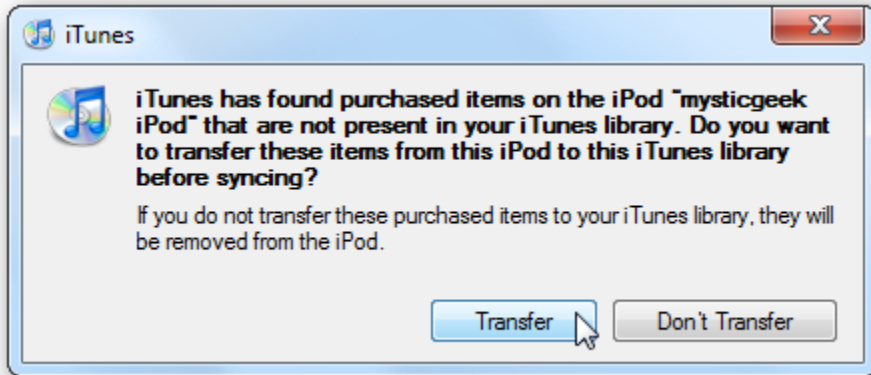 iTunes
iTunes has found purchased items on the iPod "mysticgeek
iPod" that are not present in your iTunes library. Do you want
to transfer these items from this iPod to this iTunes library
before syncing?
If you do not transfer these purchased items to your iTunes library, they will
be removed from the iPod.
Transfer
Don't Transfer